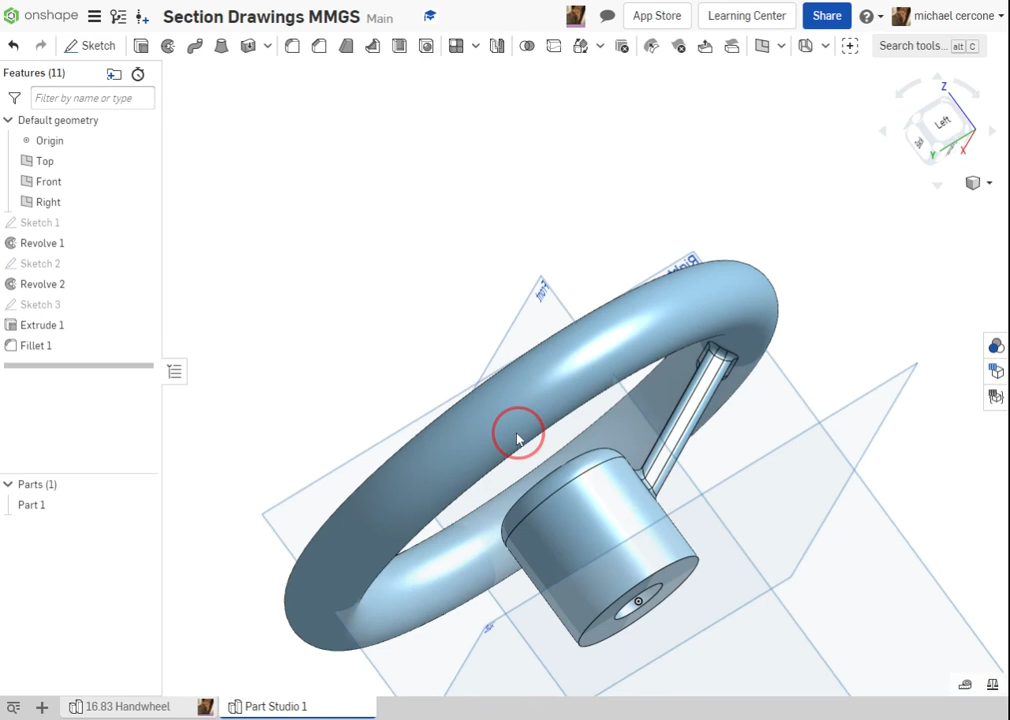 onshape Section Drawings MMGS Main App Store Learning Center Share michael cercone
Sketch Search tools... alt C
Features (11)
Filter by name or type
Default geometry
Origin
Top
Front
Right
Sketch 1
Revolve 1
Sketch 2
Revolve 2
Sketch 3
Extrude 1
Fillet 1
Z
Left
Y
X
Right
Front
Parts (1)
Part 1
16.83 Handwheel Part Studio 1